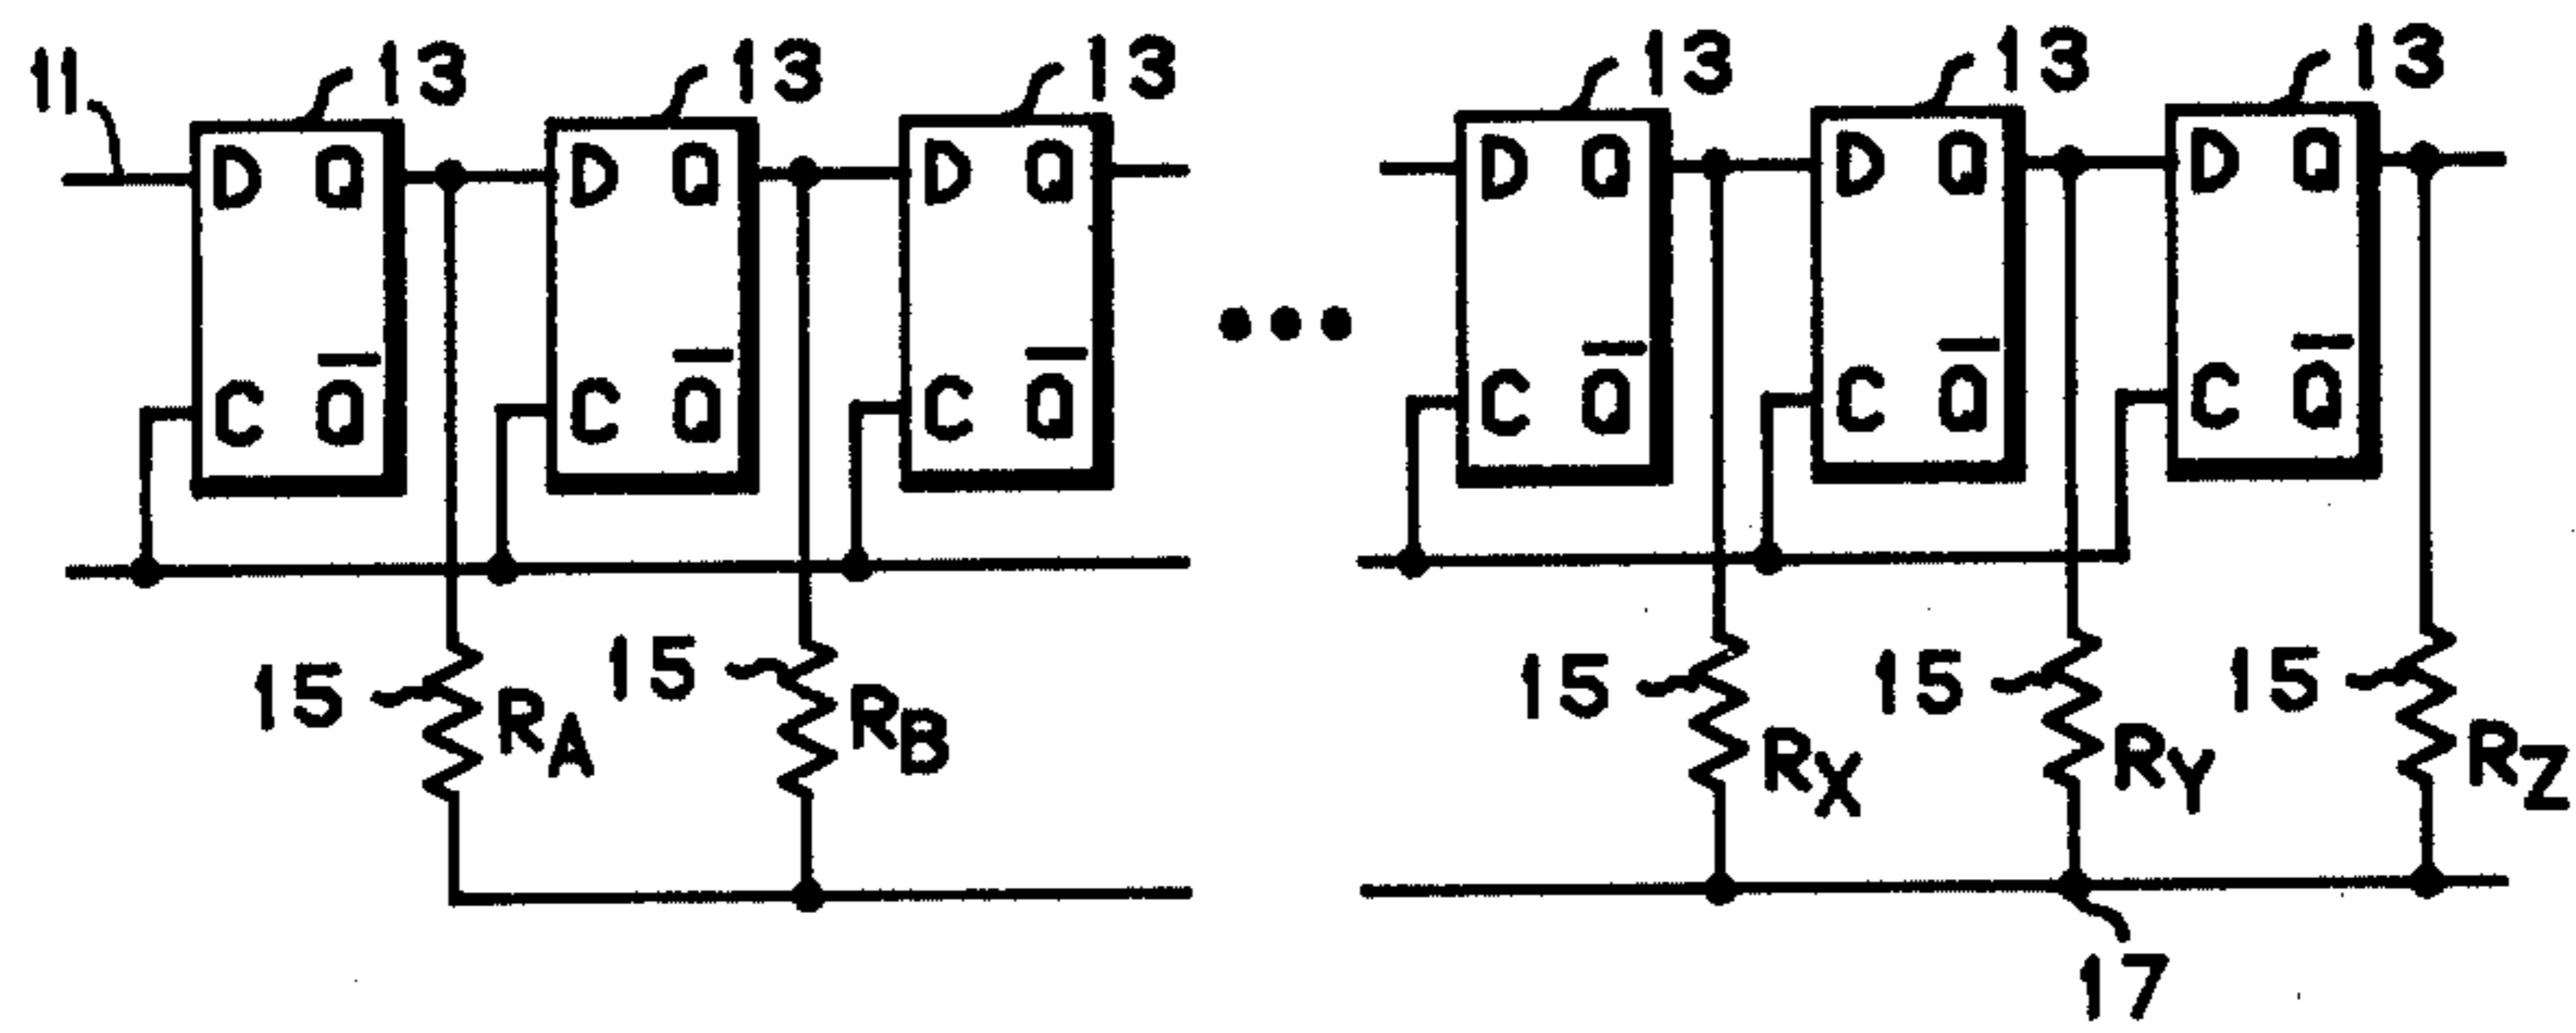 11 13 13 13 13 13 13
D Q D Q D Q D Q D Q D Q
C Q̅ C Q̅ C Q̅ C Q̅ C Q̅ C Q̅
15 RA 15 RB 15 RX 15 RY 15 RZ
17